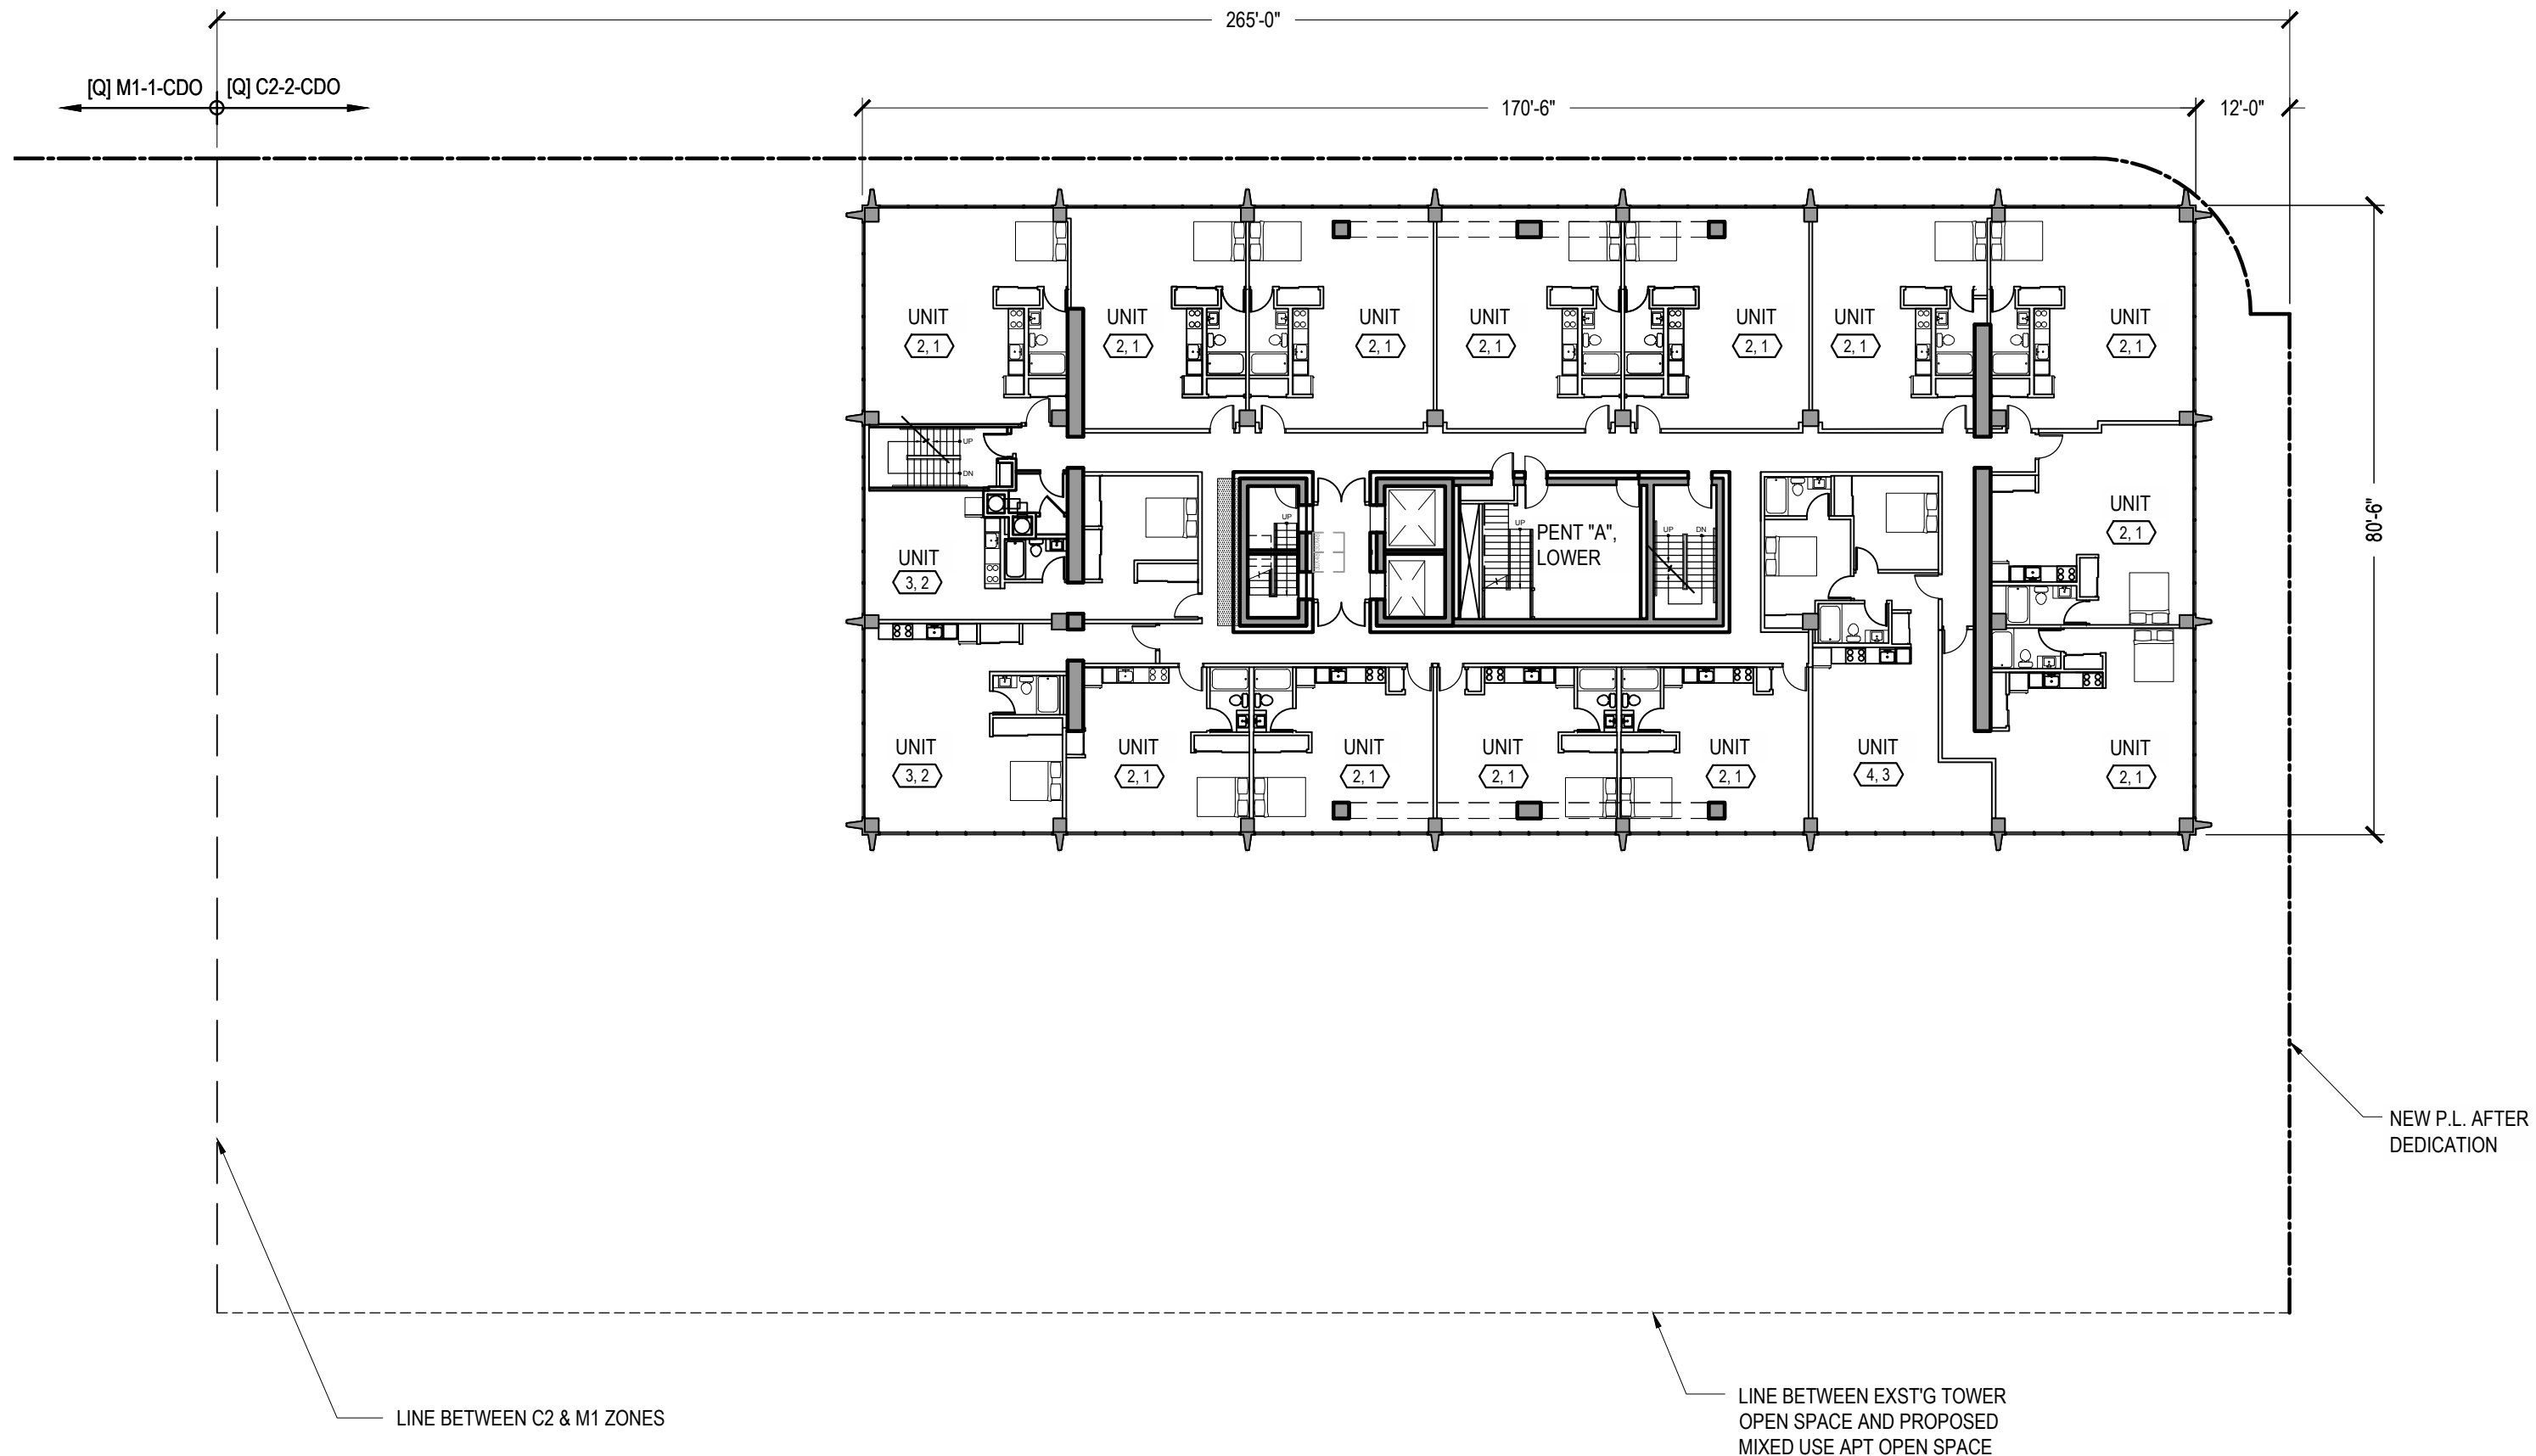 265'-0"
[Q] M1-1-CDO [Q] C2-2-CDO
170'-6" 12'-0"
UNIT UNIT UNIT UNIT UNIT UNIT UNIT
2, 1 2, 1 2, 1 2, 1 2, 1 2, 1 2, 1
UP
DN
80'-6"
UNIT
2, 1
UP UP UP DN
PENT "A",
LOWER
UNIT
3, 2
UNIT UNIT UNIT UNIT UNIT UNIT UNIT
3, 2 2, 1 2, 1 2, 1 2, 1 4, 3 2, 1
NEW P.L. AFTER
DEDICATION
LINE BETWEEN C2 & M1 ZONES
LINE BETWEEN EXST'G TOWER
OPEN SPACE AND PROPOSED
MIXED USE APT OPEN SPACE